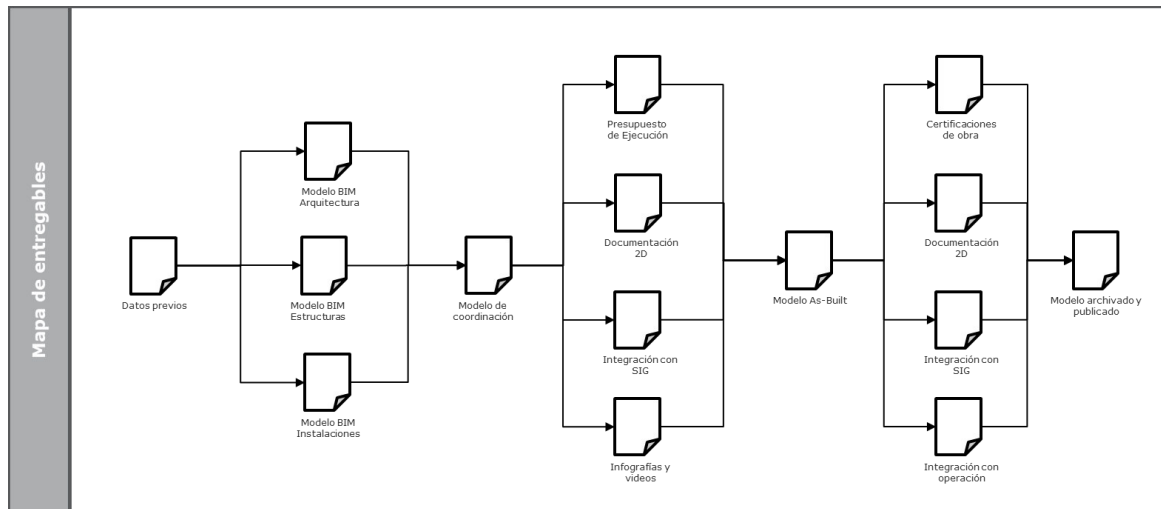 Mapa de entregables
Datos previos
Modelo BIM
Arquitectura
Modelo BIM
Estructuras
Modelo BIM
Instalaciones
Modelo de
coordinación
Presupuesto
de Ejecución
Documentación
2D
Integración con
SIG
Infografías y
videos
Modelo As-Built
Certificaciones
de obra
Documentación
2D
Integración con
SIG
Integración con
operación
Modelo archivado y
publicado